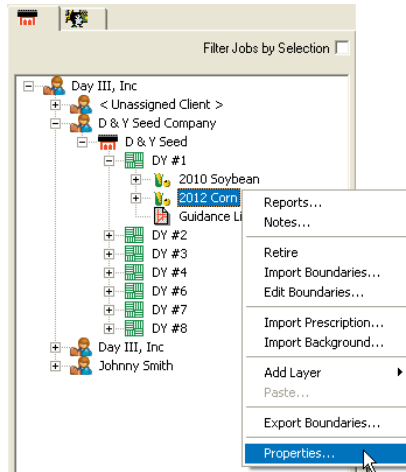 Filter Jobs by Selection
Day III, Inc
< Unassigned Client >
D & Y Seed Company
D & Y Seed
DY #1
2010 Soybean
2012 Corn
Guidance Li
DY #2
DY #3
DY #4
DY #6
DY #7
DY #8
Day III, Inc
Johnny Smith
Reports...
Notes...
Retire
Import Boundaries...
Edit Boundaries...
Import Prescription...
Import Background...
Add Layer
Paste...
Export Boundaries...
Properties...